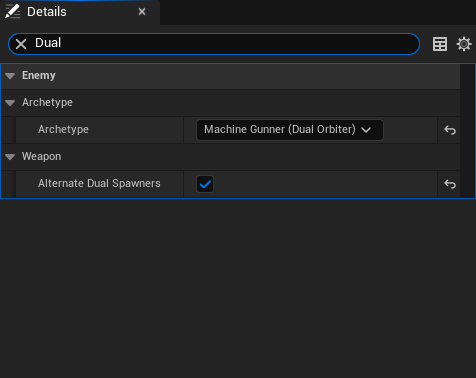 Details
Dual
Enemy
Archetype
Archetype Machine Gunner (Dual Orbiter)
Weapon
Alternate Dual Spawners